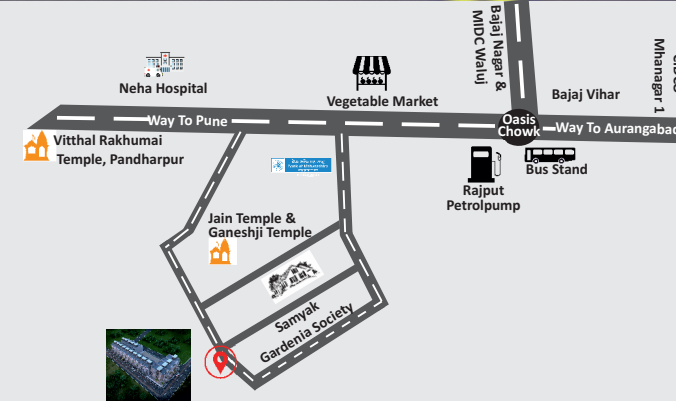 Bajaj Nagar &
MIDC Waluj
Mhanagar 1
Neha Hospital
Vegetable Market
Bajaj Vihar
Way To Pune
Oasis
Chowk
Way To Aurangabad
Vitthal Rakhumai
Temple, Pandharpur
Bus Stand
Rajput
Petrolpump
Jain Temple &
Ganeshji Temple
Samyak
Gardenia Society